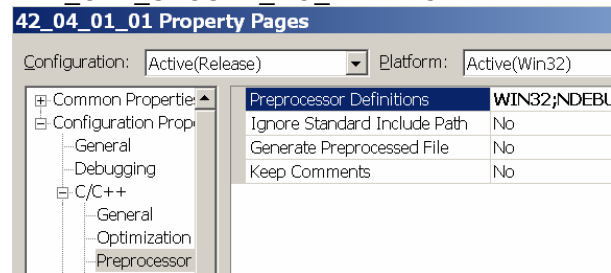 42_04_01_01 Property Pages
Configuration: Active(Release) Platform: Active(Win32)
Common Propertie
Configuration Prop
General
Debugging
C/C++
General
Optimization
Preprocessor
Preprocessor Definitions WIN32;NDEBU
Ignore Standard Include Path No
Generate Preprocessed File No
Keep Comments No